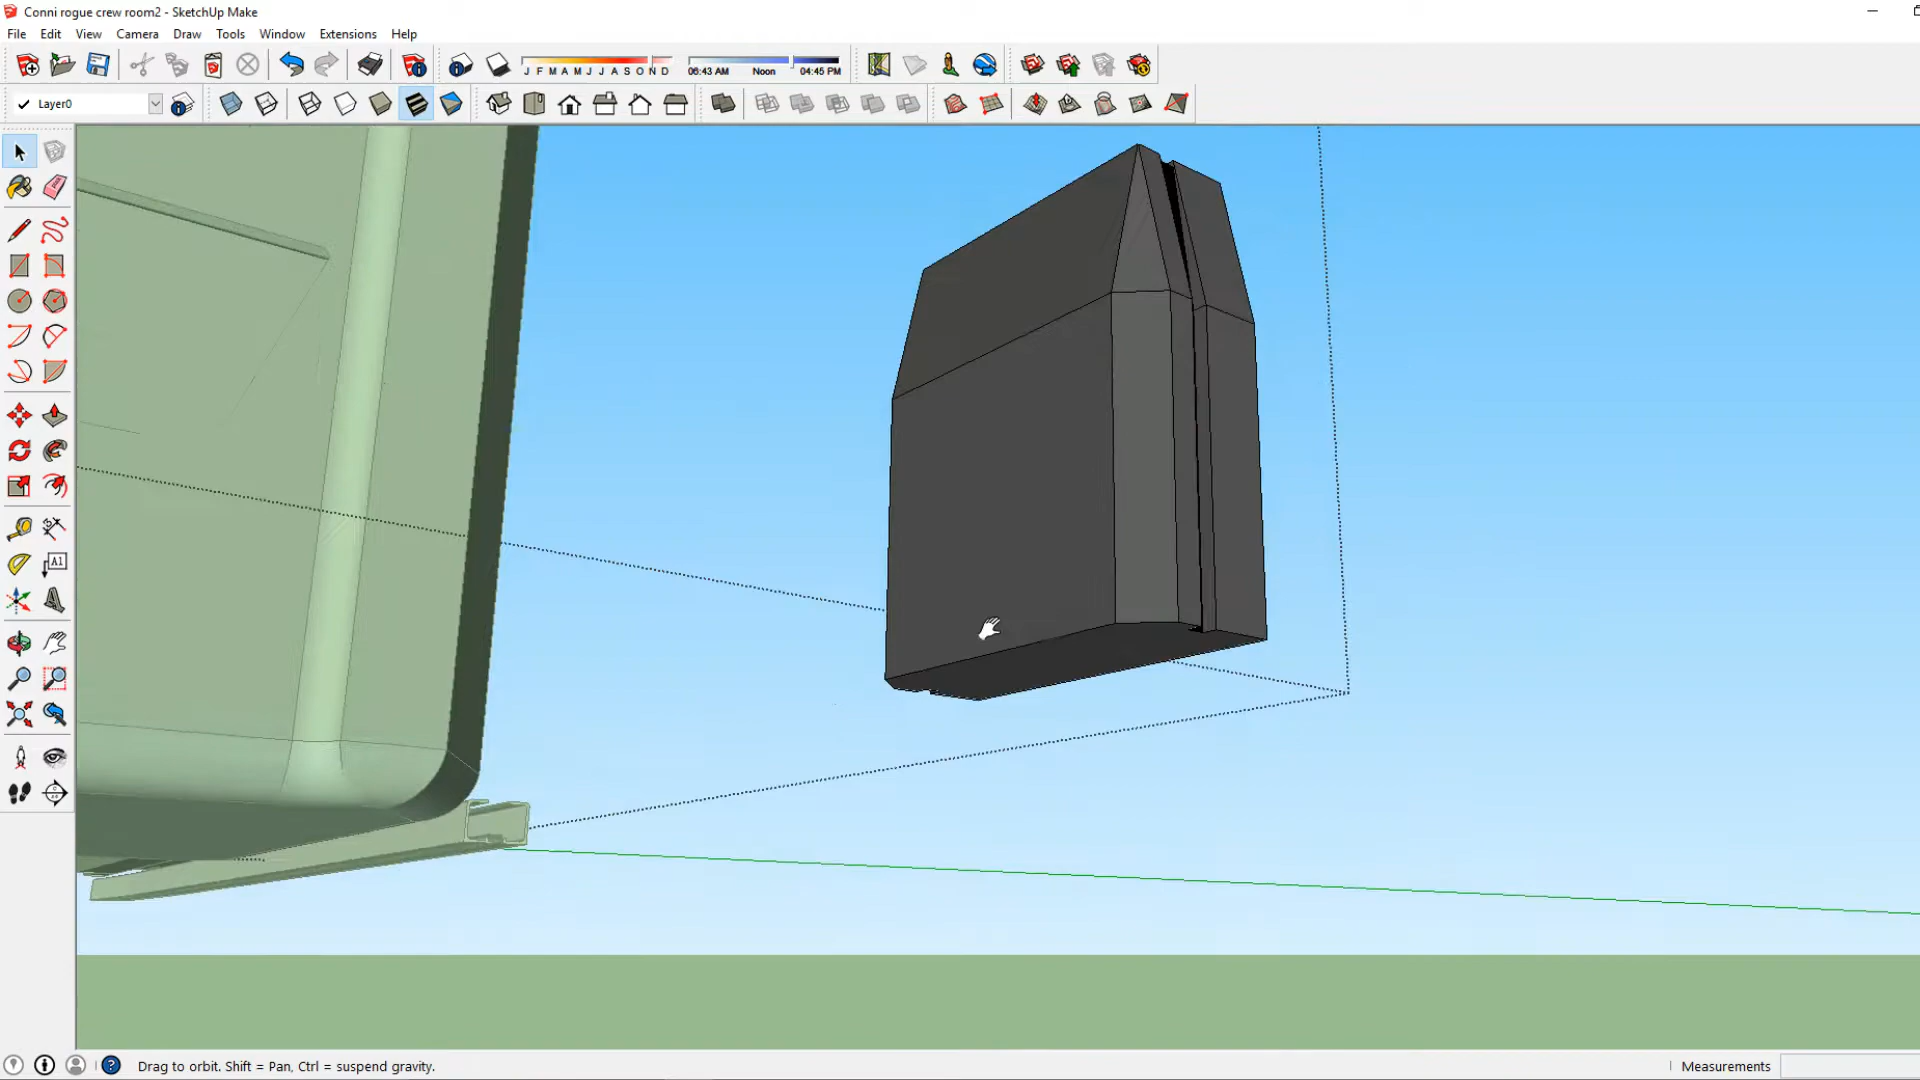 Conni rogue crew room2 - SketchUp Make
File Edit View Camera Draw Tools Window Extensions Help
J F M A M J J A S O N D 06:43 AM Noon 04:45 PM
Layer0
A1
Drag to orbit. Shift = Pan, Ctrl = suspend gravity. Measurements